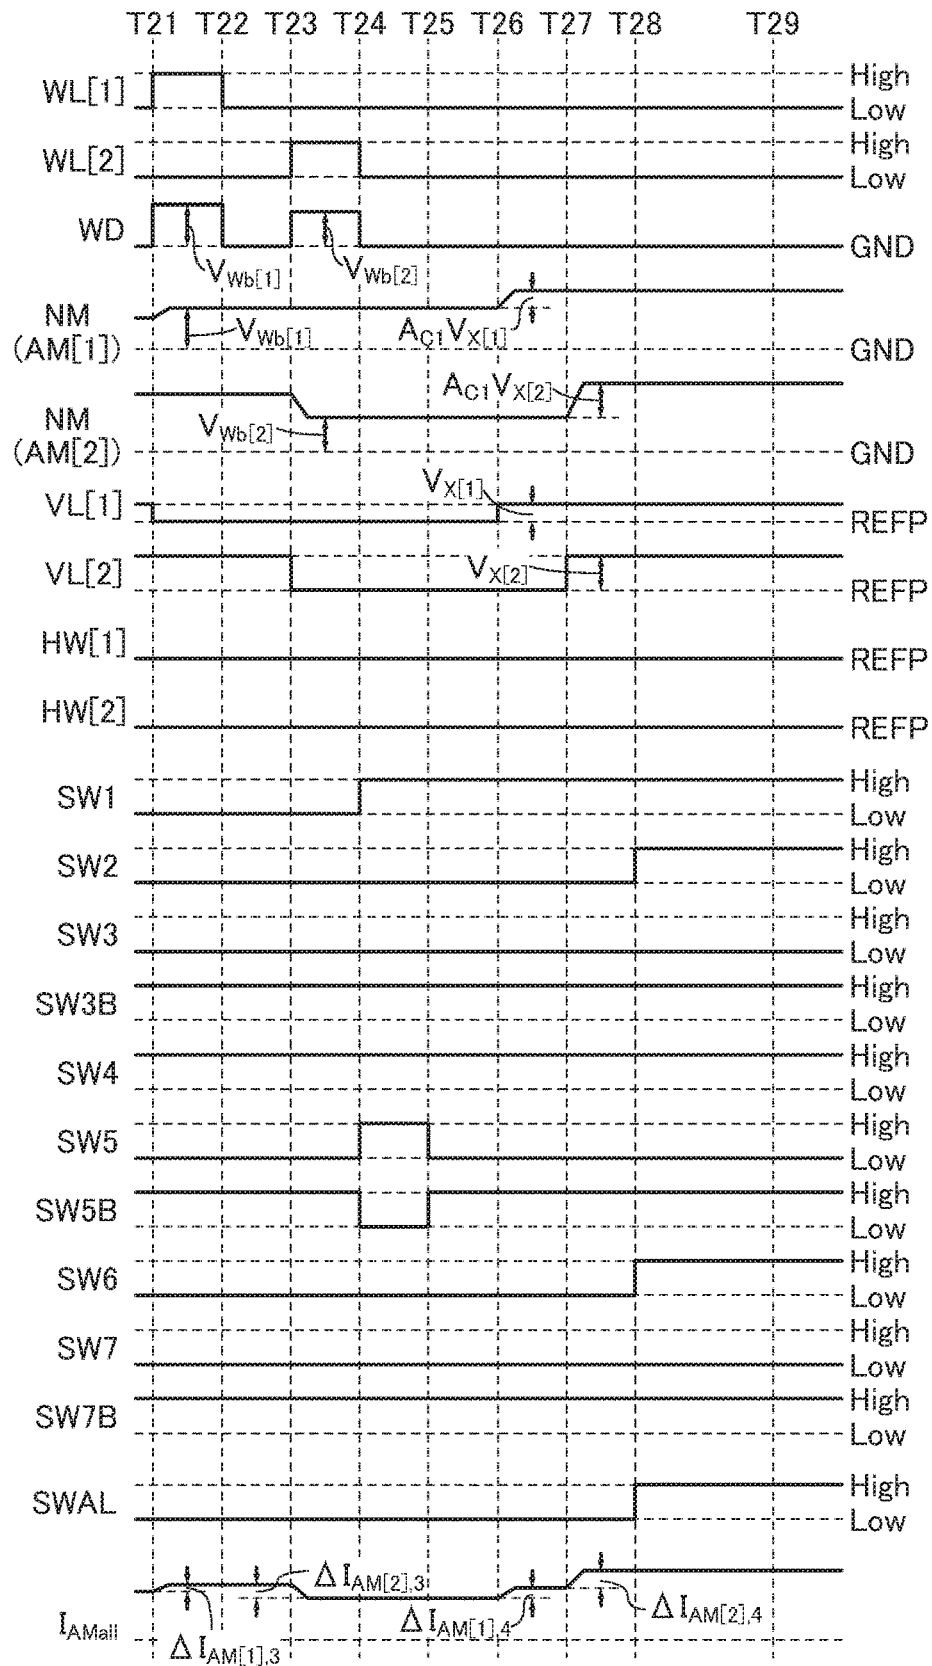 T21 T22 T23 T24 T25 T26 T27 T28 T29
WL[1] High
Low
WL[2] High
Low
WD GND
VWb[1] VWb[2]
NM
(AM[1]) VWb[1] AC1VX[1] GND
AC1VX[2]
NM
(AM[2]) VWb[2] GND
VX[1]
VL[1] REFP
VL[2] VX[2] REFP
HW[1] REFP
HW[2] REFP
SW1 High
Low
SW2 High
Low
SW3 High
Low
SW3B High
Low
SW4 High
Low
SW5 High
Low
SW5B High
Low
SW6 High
Low
SW7 High
Low
SW7B High
Low
SWAL High
Low
IAMall ΔIAM[2],3
ΔIAM[1],4 ΔIAM[2],4
ΔIAM[1],3